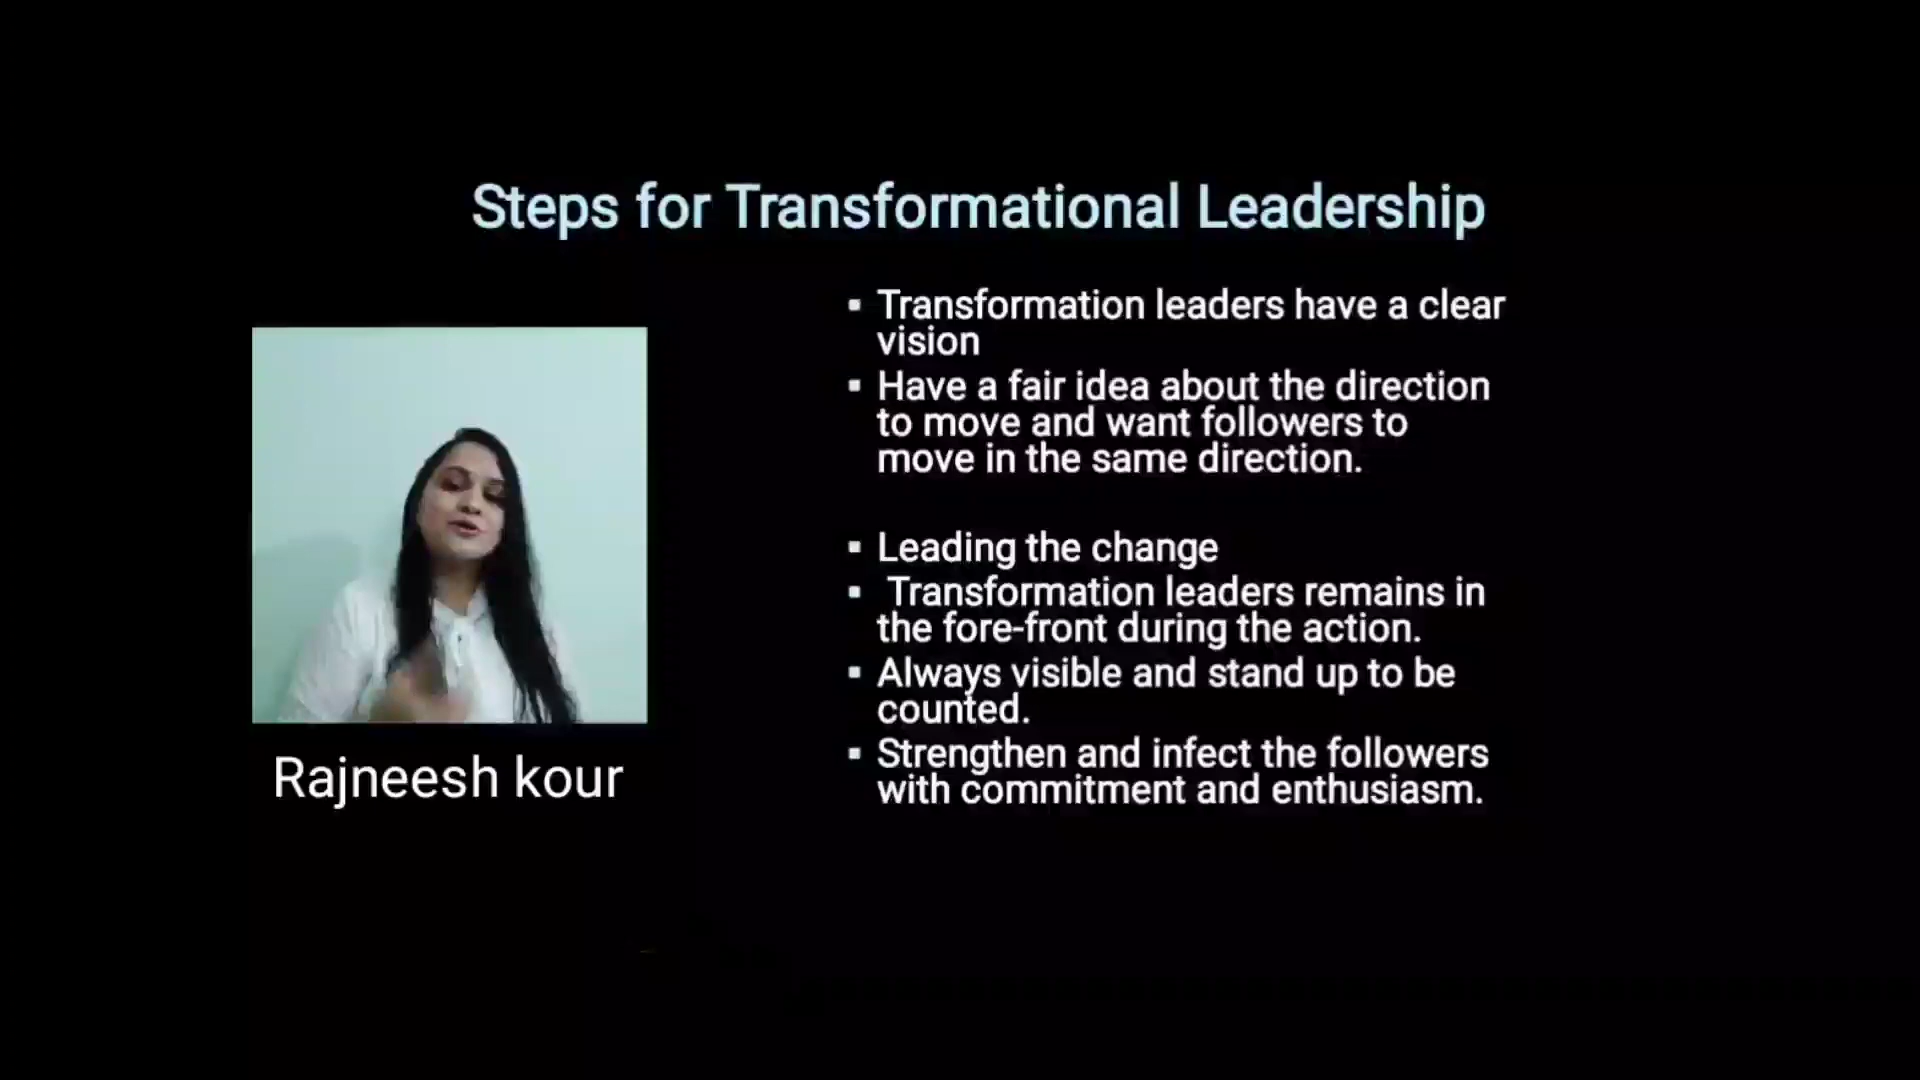 Steps for Transformational Leadership
▪ Transformation leaders have a clear
vision
▪ Have a fair idea about the direction
to move and want followers to
move in the same direction.
▪ Leading the change
▪ Transformation leaders remains in
the fore-front during the action.
▪ Always visible and stand up to be
counted.
▪ Strengthen and infect the followers
with commitment and enthusiasm.
Rajneesh kour